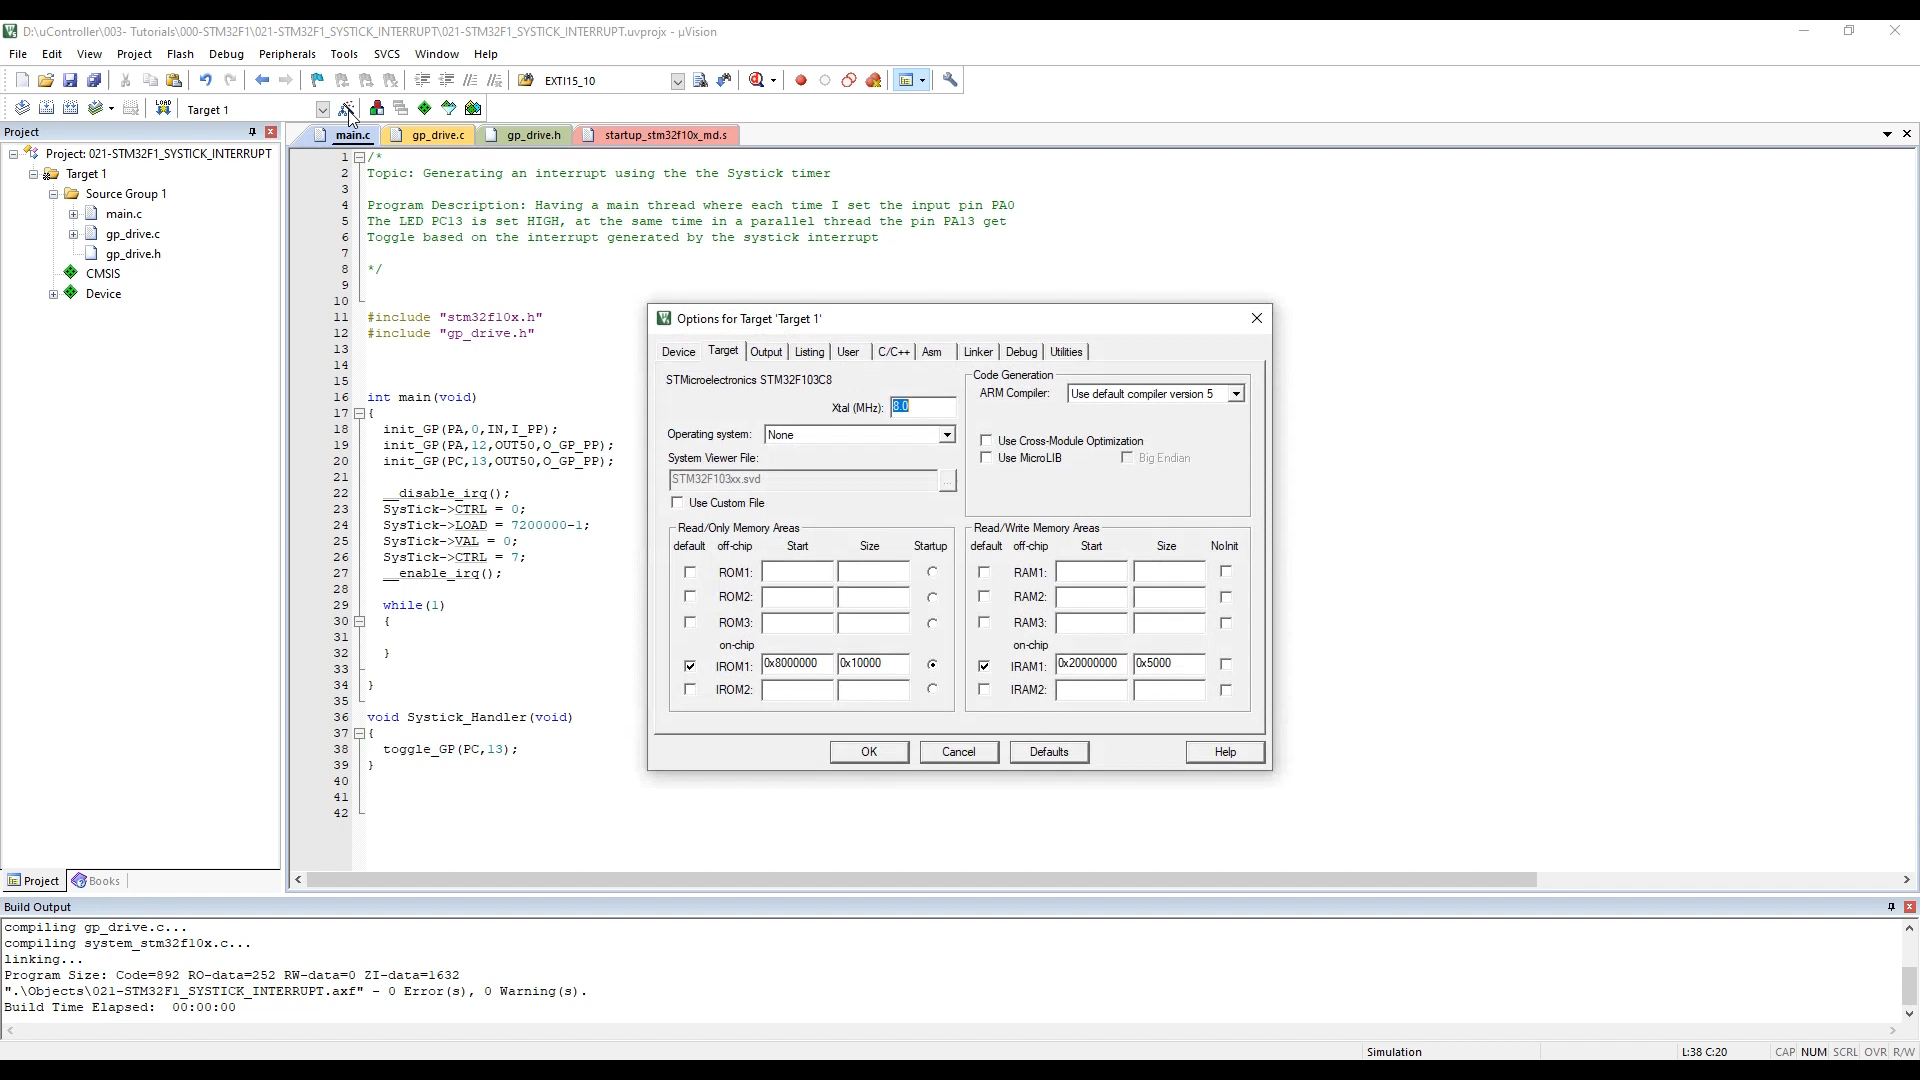 D:\uController\003- Tutorials\000-STM32F1\021-STM32F1_SYSTICK_INTERRUPT\021-STM32F1_SYSTICK_INTERRUPT.uvprojx - µVision
File Edit View Project Flash Debug Peripherals Tools SVCS Window Help
EXTI15_10
LOAD Target 1
Project
main.c gp_drive.c gp_drive.h startup_stm32f10x_md.s
Project: 021-STM32F1_SYSTICK_INTERRUPT
Target 1
Source Group 1
main.c
gp_drive.c
gp_drive.h
CMSIS
Device
1 /*
2 Topic: Generating an interrupt using the the Systick timer
3
4 Program Description: Having a main thread where each time I set the input pin PA0
5 The LED PC13 is set HIGH, at the same time in a parallel thread the pin PA13 get
6 Toggle based on the interrupt generated by the systick interrupt
7
8 */
9
10
11 #include "stm32f10x.h"
12 #include "gp_drive.h"
13
14
15
16 int main(void)
17 {
18 init_GP(PA,0,IN,I_PP);
19 init_GP(PA,12,OUT50,O_GP_PP);
20 init_GP(PC,13,OUT50,O_GP_PP);
21
22 __disable_irq();
23 SysTick->CTRL = 0;
24 SysTick->LOAD = 7200000-1;
25 SysTick->VAL = 0;
26 SysTick->CTRL = 7;
27 __enable_irq();
28
29 while(1)
30 {
31
32 }
33
34 }
35
36 void Systick_Handler(void)
37 {
38 toggle_GP(PC,13);
39 }
40
41
42
Options for Target 'Target 1'
Device Target Output Listing User C/C++ Asm Linker Debug Utilities
STMicroelectronics STM32F103C8
Xtal (MHz): 8.0
Operating system: None
System Viewer File:
STM32F103xx.svd ...
Use Custom File
Code Generation
ARM Compiler: Use default compiler version 5
Use Cross-Module Optimization
Use MicroLIB Big Endian
Read/Only Memory Areas
default off-chip Start Size Startup
ROM1:
ROM2:
ROM3:
on-chip
IROM1: 0x8000000 0x10000
IROM2:
Read/Write Memory Areas
default off-chip Start Size NoInit
RAM1:
RAM2:
RAM3:
on-chip
IRAM1: 0x20000000 0x5000
IRAM2:
OK Cancel Defaults Help
Project Books
Build Output
compiling gp_drive.c...
compiling system_stm32f10x.c...
linking...
Program Size: Code=892 RO-data=252 RW-data=0 ZI-data=1632
".\Objects\021-STM32F1_SYSTICK_INTERRUPT.axf" - 0 Error(s), 0 Warning(s).
Build Time Elapsed: 00:00:00
Simulation L:38 C:20 CAP NUM SCRL OVR R/W